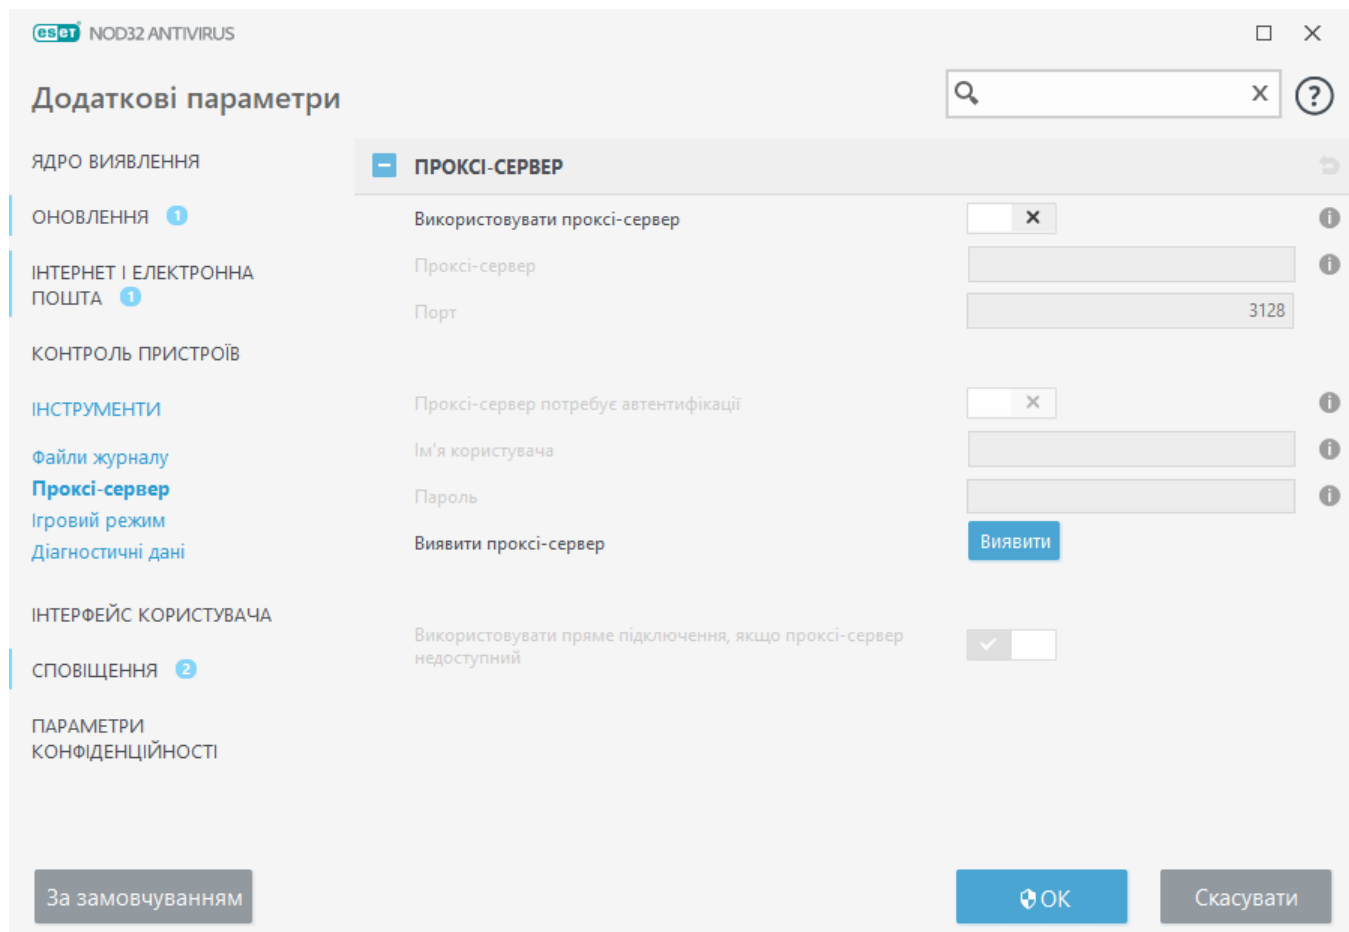 eset NOD32 ANTIVIRUS
Додаткові параметри
x
?
ЯДРО ВИЯВЛЕННЯ
ОНОВЛЕННЯ 1
ІНТЕРНЕТ І ЕЛЕКТРОННА
ПОШТА 1
КОНТРОЛЬ ПРИСТРОЇВ
ІНСТРУМЕНТИ
Файли журналу
Проксі-сервер
Ігровий режим
Діагностичні дані
ІНТЕРФЕЙС КОРИСТУВАЧА
СПОВІЩЕННЯ 2
ПАРАМЕТРИ
КОНФІДЕНЦІЙНОСТІ
ПРОКСІ-СЕРВЕР
Використовувати проксі-сервер
Проксі-сервер
Порт 3128
Проксі-сервер потребує автентифікації
Ім'я користувача
Пароль
Виявити проксі-сервер Виявити
Використовувати пряме підключення, якщо проксі-сервер
недоступний
За замовчуванням
ОК
Скасувати